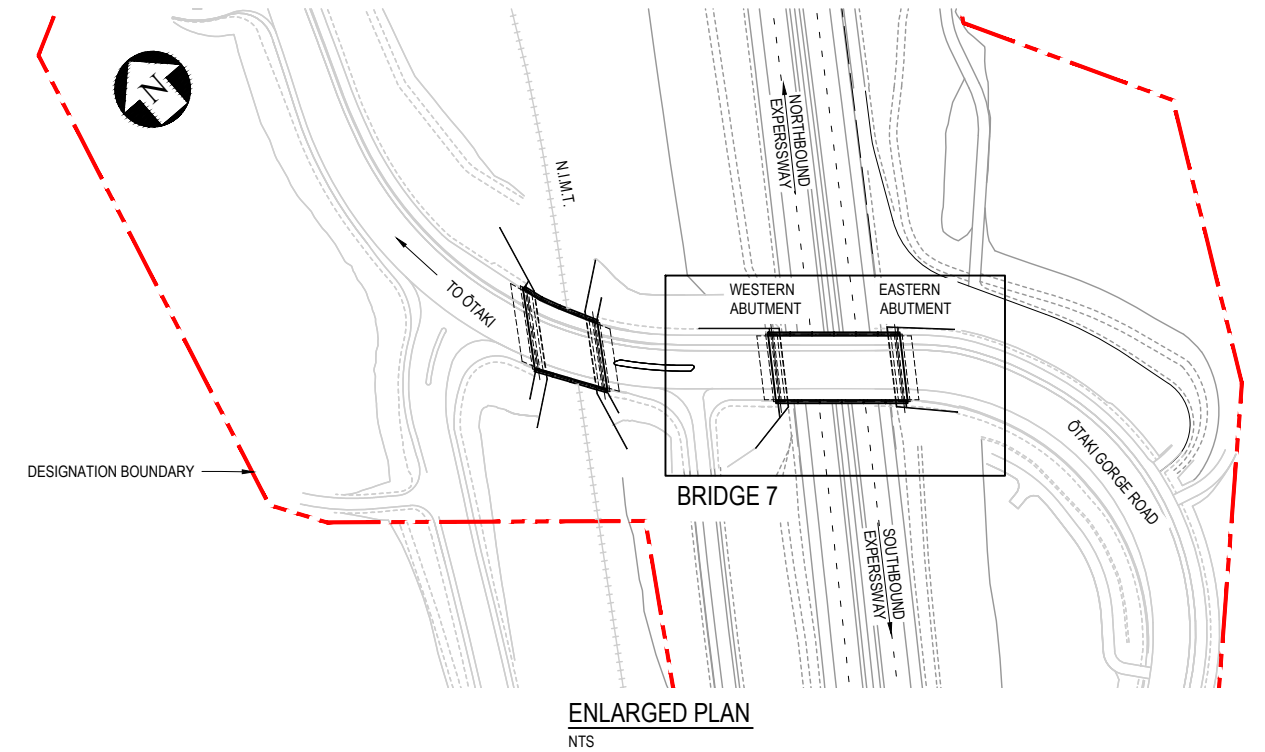 N
NORTHBOUND
EXPERSSWAY
N.I.M.T.
TO ŌTAKI
WESTERN
ABUTMENT
EASTERN
ABUTMENT
ŌTAKI GORGE ROAD
DESIGNATION BOUNDARY
BRIDGE 7
SOUTHBOUND
EXPERSSWAY
ENLARGED PLAN
NTS